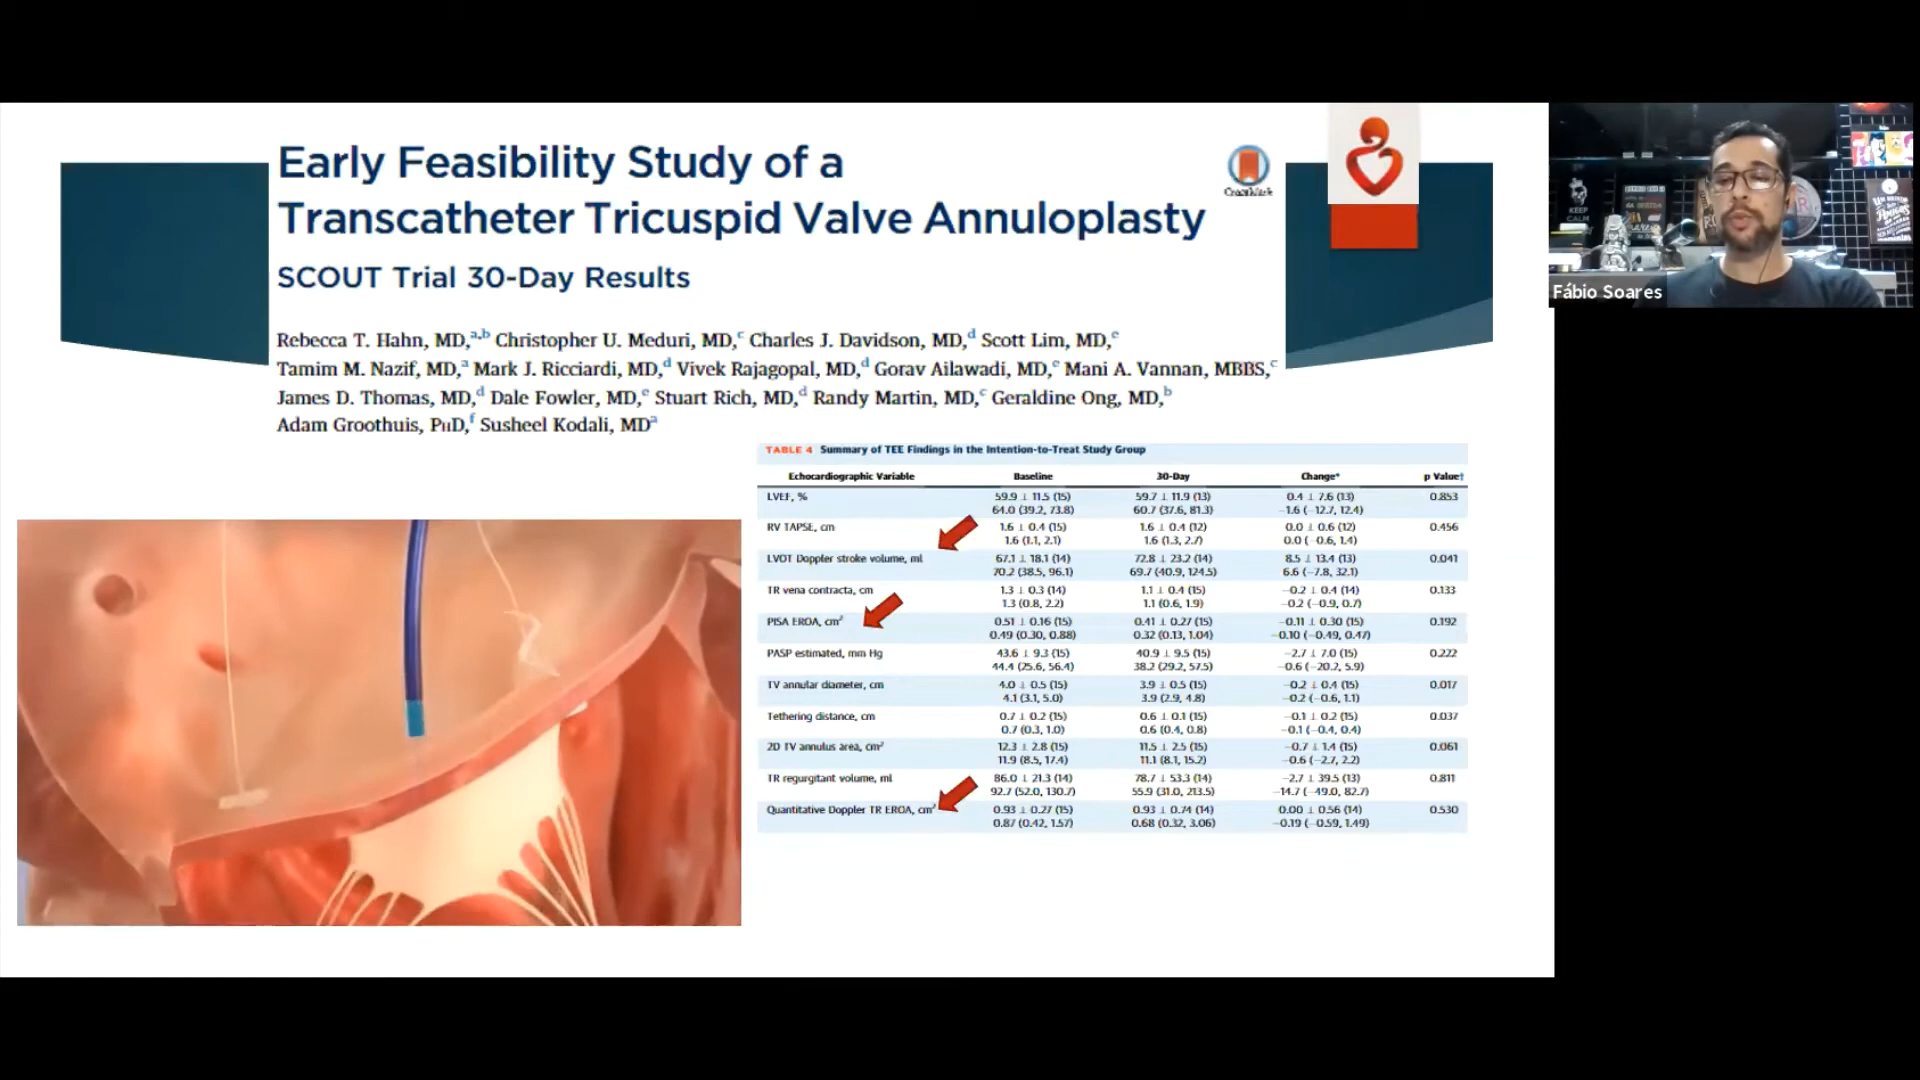 Early Feasibility Study of a
Transcatheter Tricuspid Valve Annuloplasty
SCOUT Trial 30-Day Results
CrossMark
Rebecca T. Hahn, MD,a,b Christopher U. Meduri, MD,c Charles J. Davidson, MD,d Scott Lim, MD,e
Tamim M. Nazif, MD,a Mark J. Ricciardi, MD,d Vivek Rajagopal, MD,d Gorav Ailawadi, MD,e Mani A. Vannan, MBBS,c
James D. Thomas, MD,d Dale Fowler, MD,e Stuart Rich, MD,d Randy Martin, MD,c Geraldine Ong, MD,b
Adam Groothuis, PhD,f Susheel Kodali, MDa
TABLE 4 Summary of TEE Findings in the Intention-to-Treat Study Group
Echocardiographic Variable Baseline 30-Day Change* p Value†
LVEF, % 59.9 ± 11.5 (15) 59.7 ± 11.9 (13) 0.4 ± 7.6 (13) 0.853
64.0 (39.2, 73.8) 60.7 (37.6, 81.3) −1.6 (−12.7, 12.4)
RV TAPSE, cm 1.6 ± 0.4 (15) 1.6 ± 0.4 (12) 0.0 ± 0.6 (12) 0.456
1.6 (1.1, 2.1) 1.6 (1.3, 2.7) 0.0 (−0.6, 1.4)
LVOT Doppler stroke volume, ml 67.1 ± 18.1 (14) 72.8 ± 23.2 (14) 8.5 ± 13.4 (13) 0.041
70.2 (38.5, 96.1) 69.7 (40.9, 124.5) 6.6 (−7.8, 32.1)
TR vena contracta, cm 1.3 ± 0.3 (14) 1.1 ± 0.4 (15) −0.2 ± 0.4 (14) 0.133
1.3 (0.8, 2.2) 1.1 (0.6, 1.9) −0.2 (−0.9, 0.7)
PISA EROA, cm² 0.51 ± 0.16 (15) 0.41 ± 0.27 (15) −0.11 ± 0.30 (15) 0.192
0.49 (0.30, 0.88) 0.32 (0.13, 1.04) −0.10 (−0.49, 0.47)
PASP estimated, mm Hg 43.6 ± 9.3 (15) 40.9 ± 9.5 (15) −2.7 ± 7.0 (15) 0.222
44.4 (25.6, 56.4) 38.2 (29.2, 57.5) −0.6 (−20.2, 5.9)
TV annular diameter, cm 4.0 ± 0.5 (15) 3.9 ± 0.5 (15) −0.2 ± 0.4 (15) 0.017
4.1 (3.1, 5.0) 3.9 (2.9, 4.8) −0.2 (−0.6, 1.1)
Tethering distance, cm 0.7 ± 0.2 (15) 0.6 ± 0.1 (15) −0.1 ± 0.2 (15) 0.037
0.7 (0.3, 1.0) 0.6 (0.4, 0.8) −0.1 (−0.4, 0.4)
2D TV annulus area, cm² 12.3 ± 2.8 (15) 11.5 ± 2.5 (15) −0.7 ± 1.4 (15) 0.061
11.9 (8.5, 17.4) 11.1 (8.1, 15.2) −0.6 (−2.7, 2.2)
TR regurgitant volume, ml 86.0 ± 21.3 (14) 78.7 ± 53.3 (14) −2.7 ± 39.5 (13) 0.811
92.7 (52.0, 130.7) 55.9 (31.0, 213.5) −14.7 (−49.0, 82.7)
Quantitative Doppler TR EROA, cm² 0.93 ± 0.27 (15) 0.93 ± 0.74 (14) 0.00 ± 0.56 (14) 0.530
0.87 (0.42, 1.57) 0.68 (0.32, 3.06) −0.19 (−0.59, 1.49)
KEEP
CALM
Fábio Soares